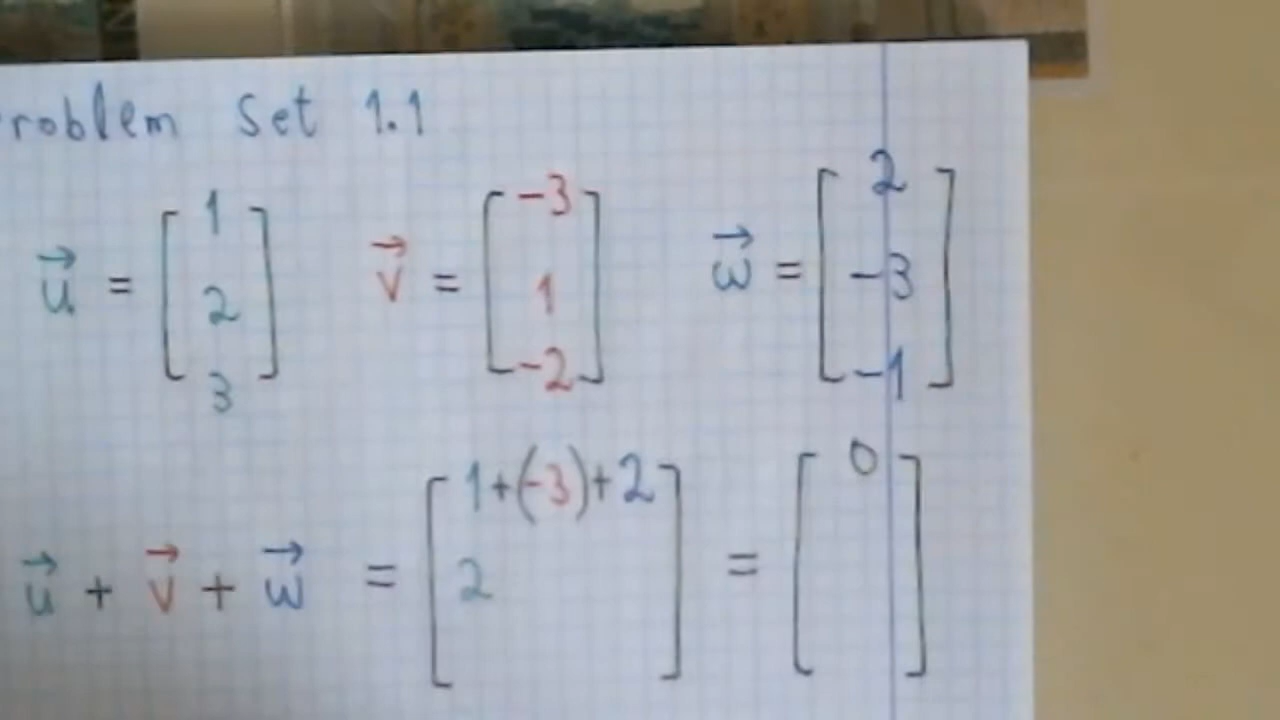 roblem Set 1.1
u⃗ = [1 2 3] v⃗ = [-3 1 -2] w⃗ = [2 -3 -1]
u⃗ + v⃗ + w⃗ = [1+(-3)+2 2] = [0]